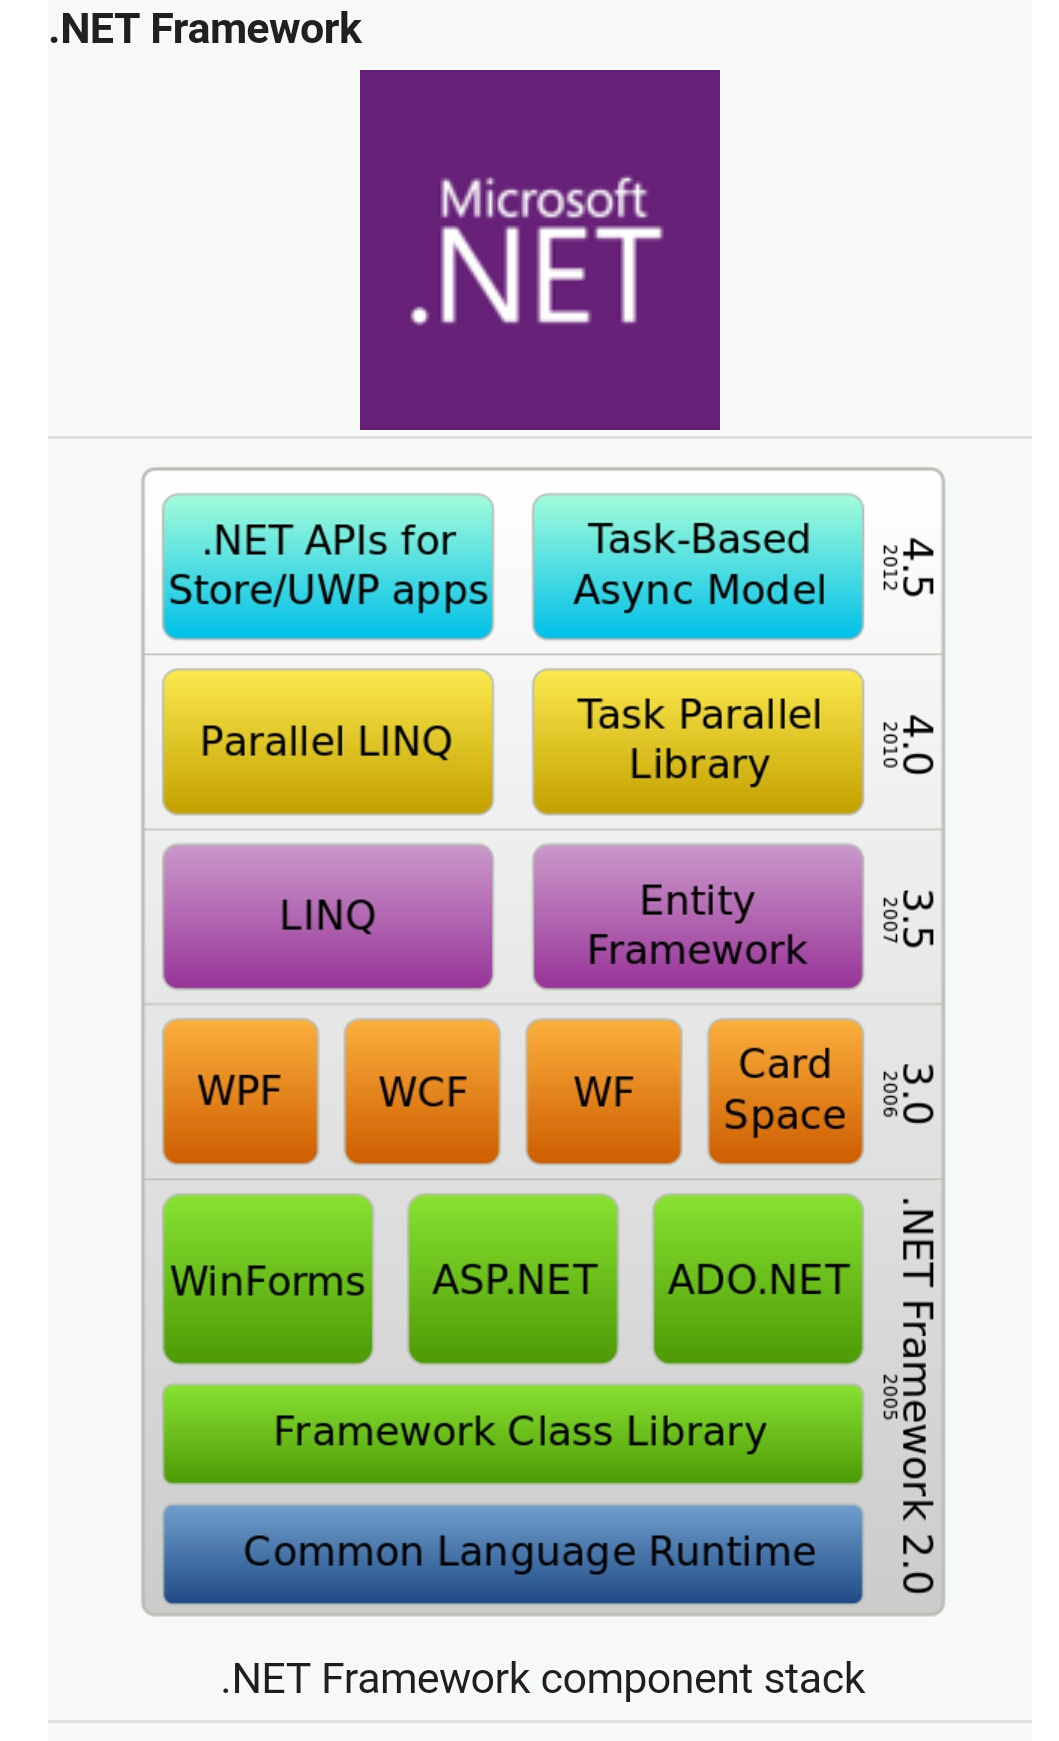 .NET Framework
Microsoft
.NET
.NET APIs for
Store/UWP apps
Task-Based
Async Model
4.5
2012
Parallel LINQ
Task Parallel
Library
4.0
2010
LINQ
Entity
Framework
3.5
2007
WPF
WCF
WF
Card
Space
3.0
2006
WinForms
ASP.NET
ADO.NET
Framework Class Library
Common Language Runtime
.NET Framework 2.0
2005
.NET Framework component stack